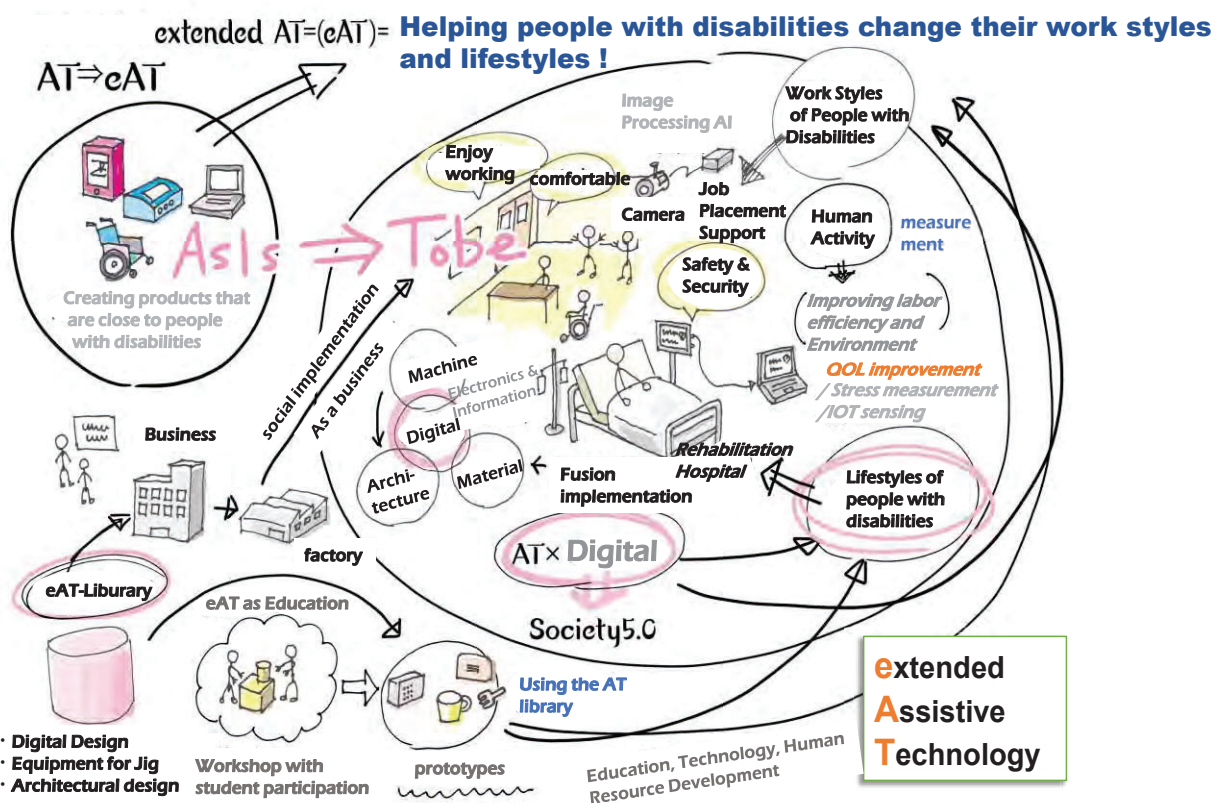 extended AT=(eAT)= Helping people with disabilities change their work styles
and lifestyles !
AT⇒eAT
Creating products that
are close to people
with disabilities
AsIs ⇒ Tobe
Enjoy
working
comfortable
Image
Processing AI
Camera
Job
Placement
Support
Work Styles
of People with
Disabilities
Human
Activity
measure
ment
Safety &
Security
Improving labor
efficiency and
Environment
QOL improvement
/ Stress measurement
/IOT sensing
social implementation
As a business
Machine
Electronics &
Information
Digital
Archi-
tecture
Material
Fusion
implementation
Rehabilitation
Hospital
Lifestyles of
people with
disabilities
AT× Digital
Society5.0
Business
factory
eAT-Liburary
eAT as Education
Using the AT
library
· Digital Design
· Equipment for Jig
· Architectural design
Workshop with
student participation
prototypes
Education, Technology, Human
Resource Development
extended
Assistive
Technology